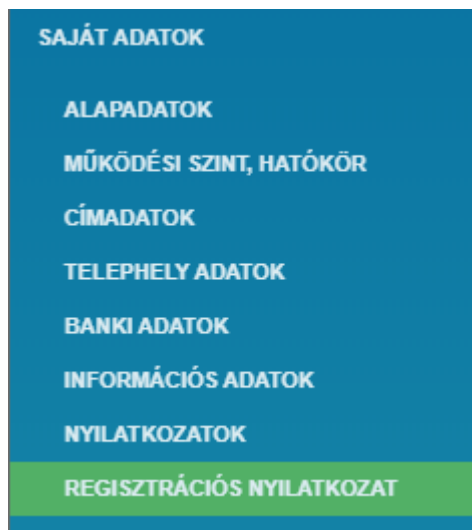 SAJÁT ADATOK
ALAPADATOK
MŰKÖDÉSI SZINT, HATÓKÖR
CÍMADATOK
TELEPHELY ADATOK
BANKI ADATOK
INFORMÁCIÓS ADATOK
NYILATKOZATOK
REGISZTRÁCIÓS NYILATKOZAT